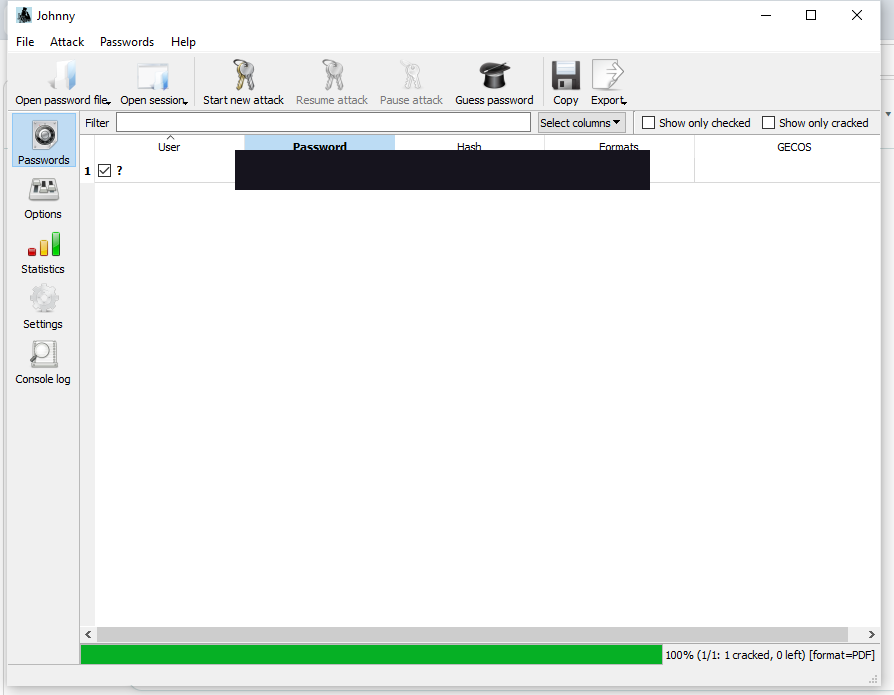 Johnny
File Attack Passwords Help
Open password file Open session Start new attack Resume attack Pause attack Guess password Copy Export
Filter Select columns Show only checked Show only cracked
User Password Hash Formats GECOS
1 ?
Passwords
Options
Statistics
Settings
Console log
100% (1/1: 1 cracked, 0 left) [format=PDF]